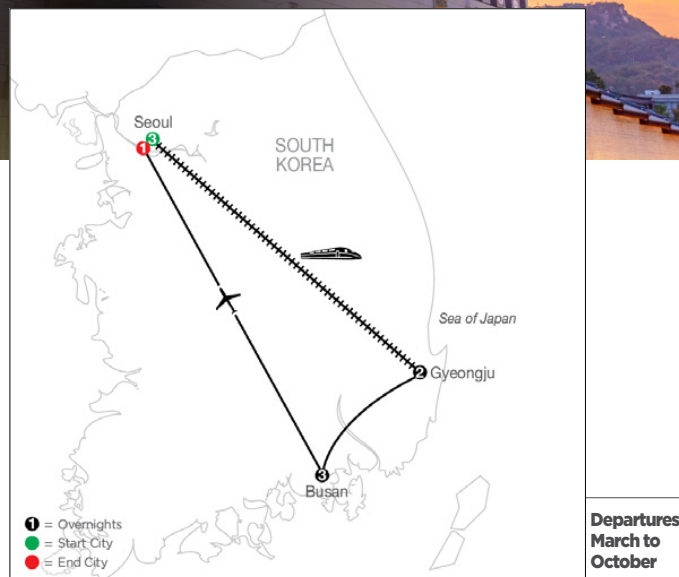 Seoul
3
1
SOUTH
KOREA
Sea of Japan
2 Gyeongju
3
Busan
1 = Overnights
= Start City
= End City
Departures
March to
October